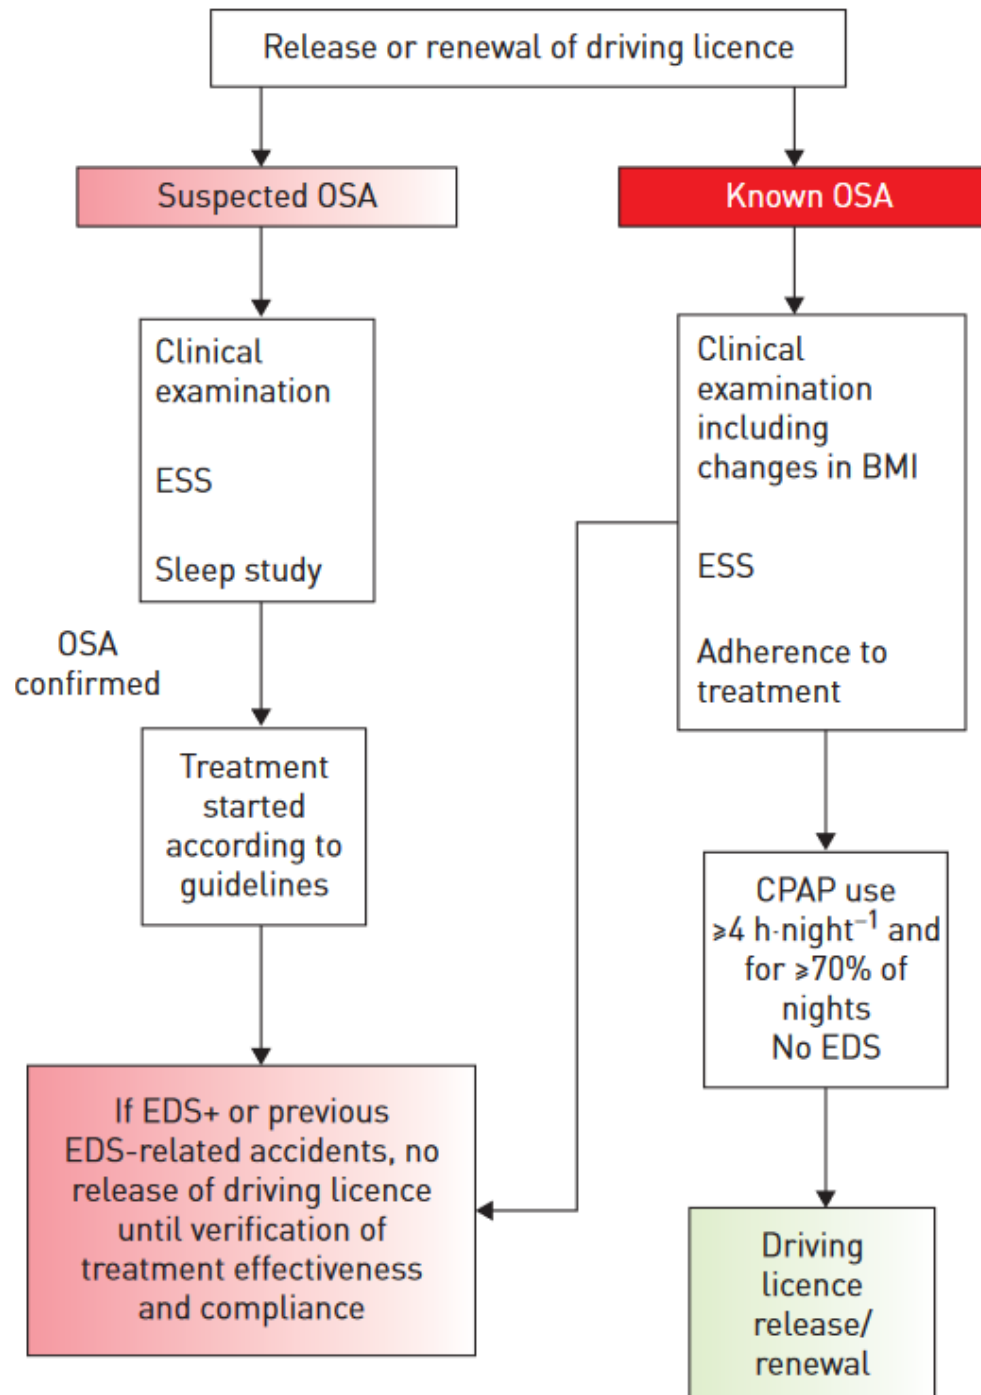 Release or renewal of driving licence
Suspected OSA
Known OSA
Clinical
examination
ESS
Sleep study
Clinical
examination
including
changes in BMI
ESS
Adherence to
treatment
OSA
confirmed
Treatment
started
according to
guidelines
CPAP use
⩾4 h·night⁻¹ and
for ⩾70% of
nights
No EDS
If EDS+ or previous
EDS-related accidents, no
release of driving licence
until verification of
treatment effectiveness
and compliance
Driving
licence
release/
renewal